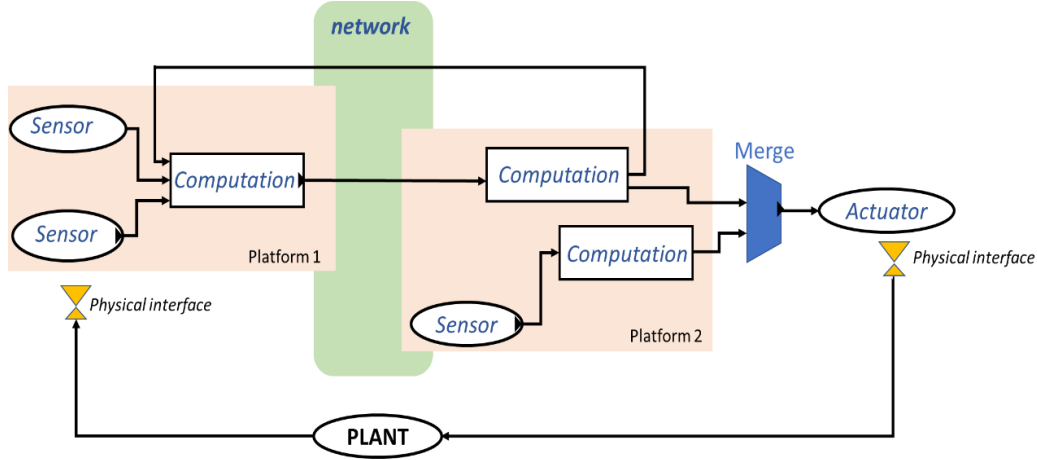 network
Sensor
Computation
Sensor
Platform 1
Computation
Merge
Actuator
Computation
Sensor
Platform 2
Physical interface
Physical interface
PLANT